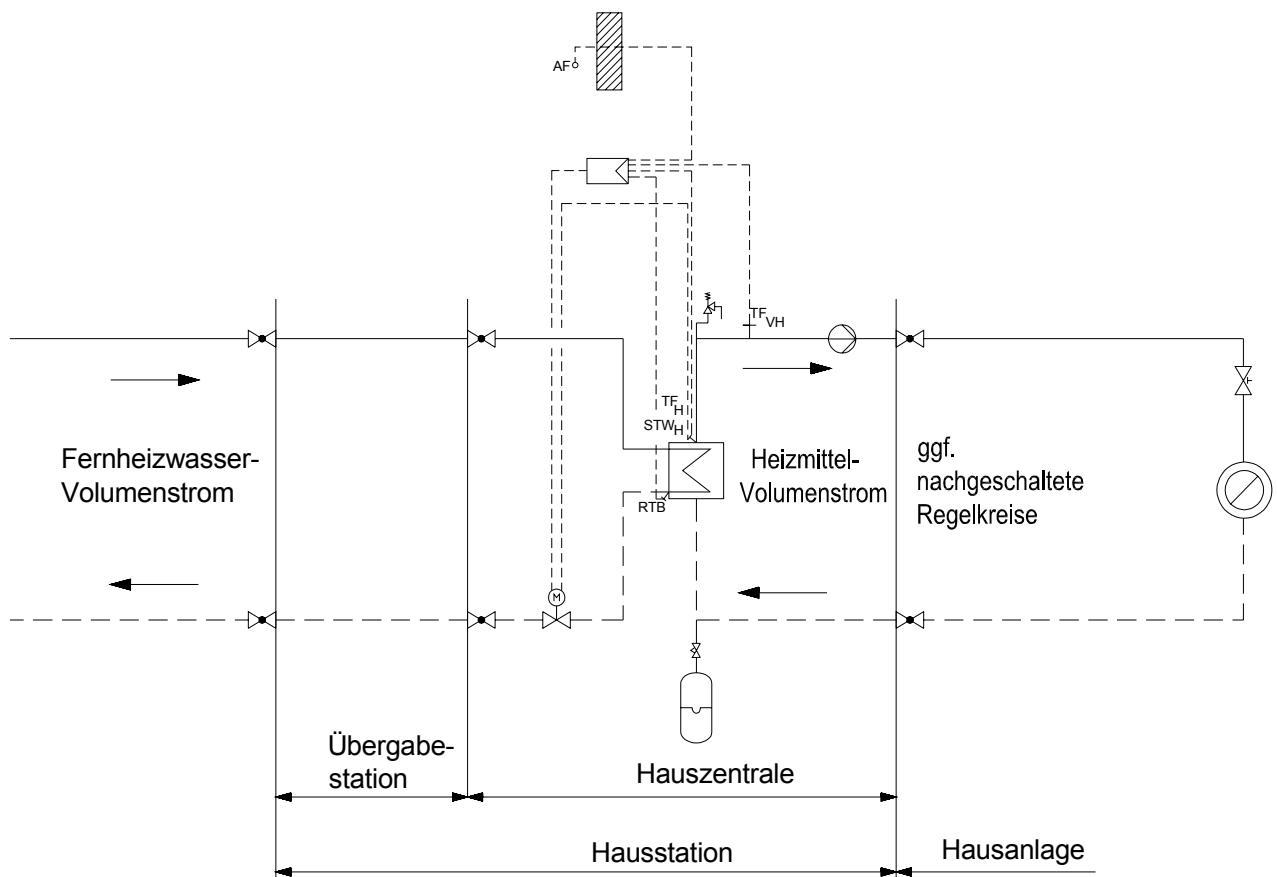 AF
TF
VH
TF
H
STW
H
RTB
M
Fernheizwasser-
Volumenstrom
Heizmittel-
Volumenstrom
ggf.
nachgeschaltete
Regelkreise
Übergabe-
station
Hauszentrale
Hausstation
Hausanlage